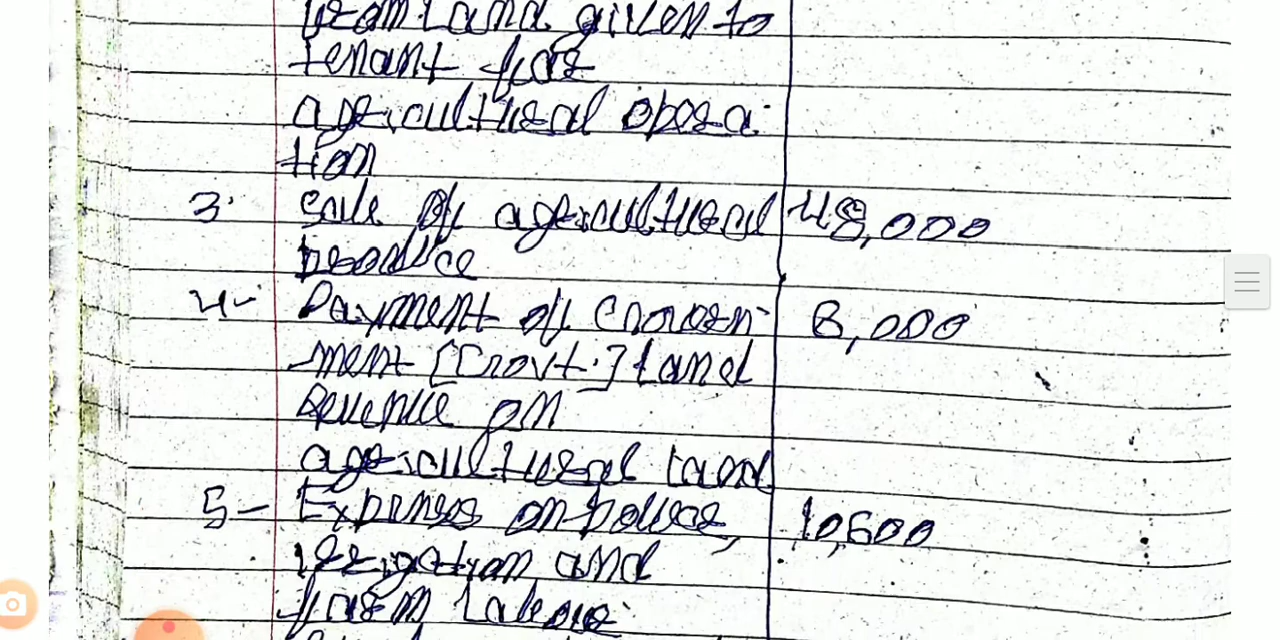 from Land given to
tenant for
agricultural opera
tion
3. Sale of agricultural 48,000
produce
4- Payment of Govern- 8,000
ment [Govt.] Land
Revenue on
agricultural land
5- Expenses on power, 10,600
irrigation and
farm labour